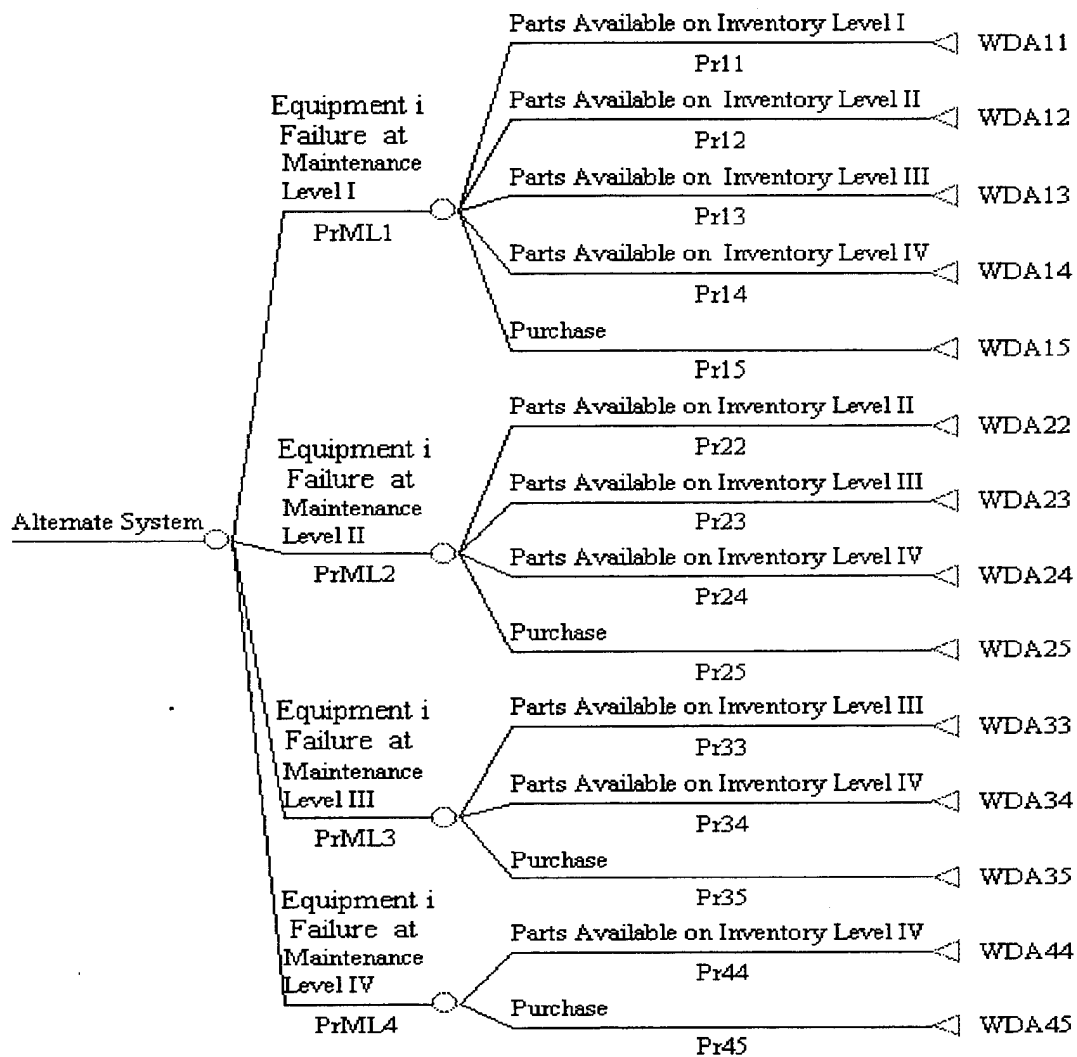 Parts Available on Inventory Level I
WDA11
Pr11
Equipment i
Failure at
Maintenance
Level I
PrML1
Parts Available on Inventory Level II
WDA12
Pr12
Parts Available on Inventory Level III
WDA13
Pr13
Parts Available on Inventory Level IV
WDA14
Pr14
Purchase
WDA15
Pr15
Alternate System
Equipment i
Failure at
Maintenance
Level II
PrML2
Parts Available on Inventory Level II
WDA22
Pr22
Parts Available on Inventory Level III
WDA23
Pr23
Parts Available on Inventory Level IV
WDA24
Pr24
Purchase
WDA25
Pr25
Equipment i
Failure at
Maintenance
Level III
PrML3
Parts Available on Inventory Level III
WDA33
Pr33
Parts Available on Inventory Level IV
WDA34
Pr34
Purchase
WDA35
Pr35
Equipment i
Failure at
Maintenance
Level IV
PrML4
Parts Available on Inventory Level IV
WDA44
Pr44
Purchase
WDA45
Pr45